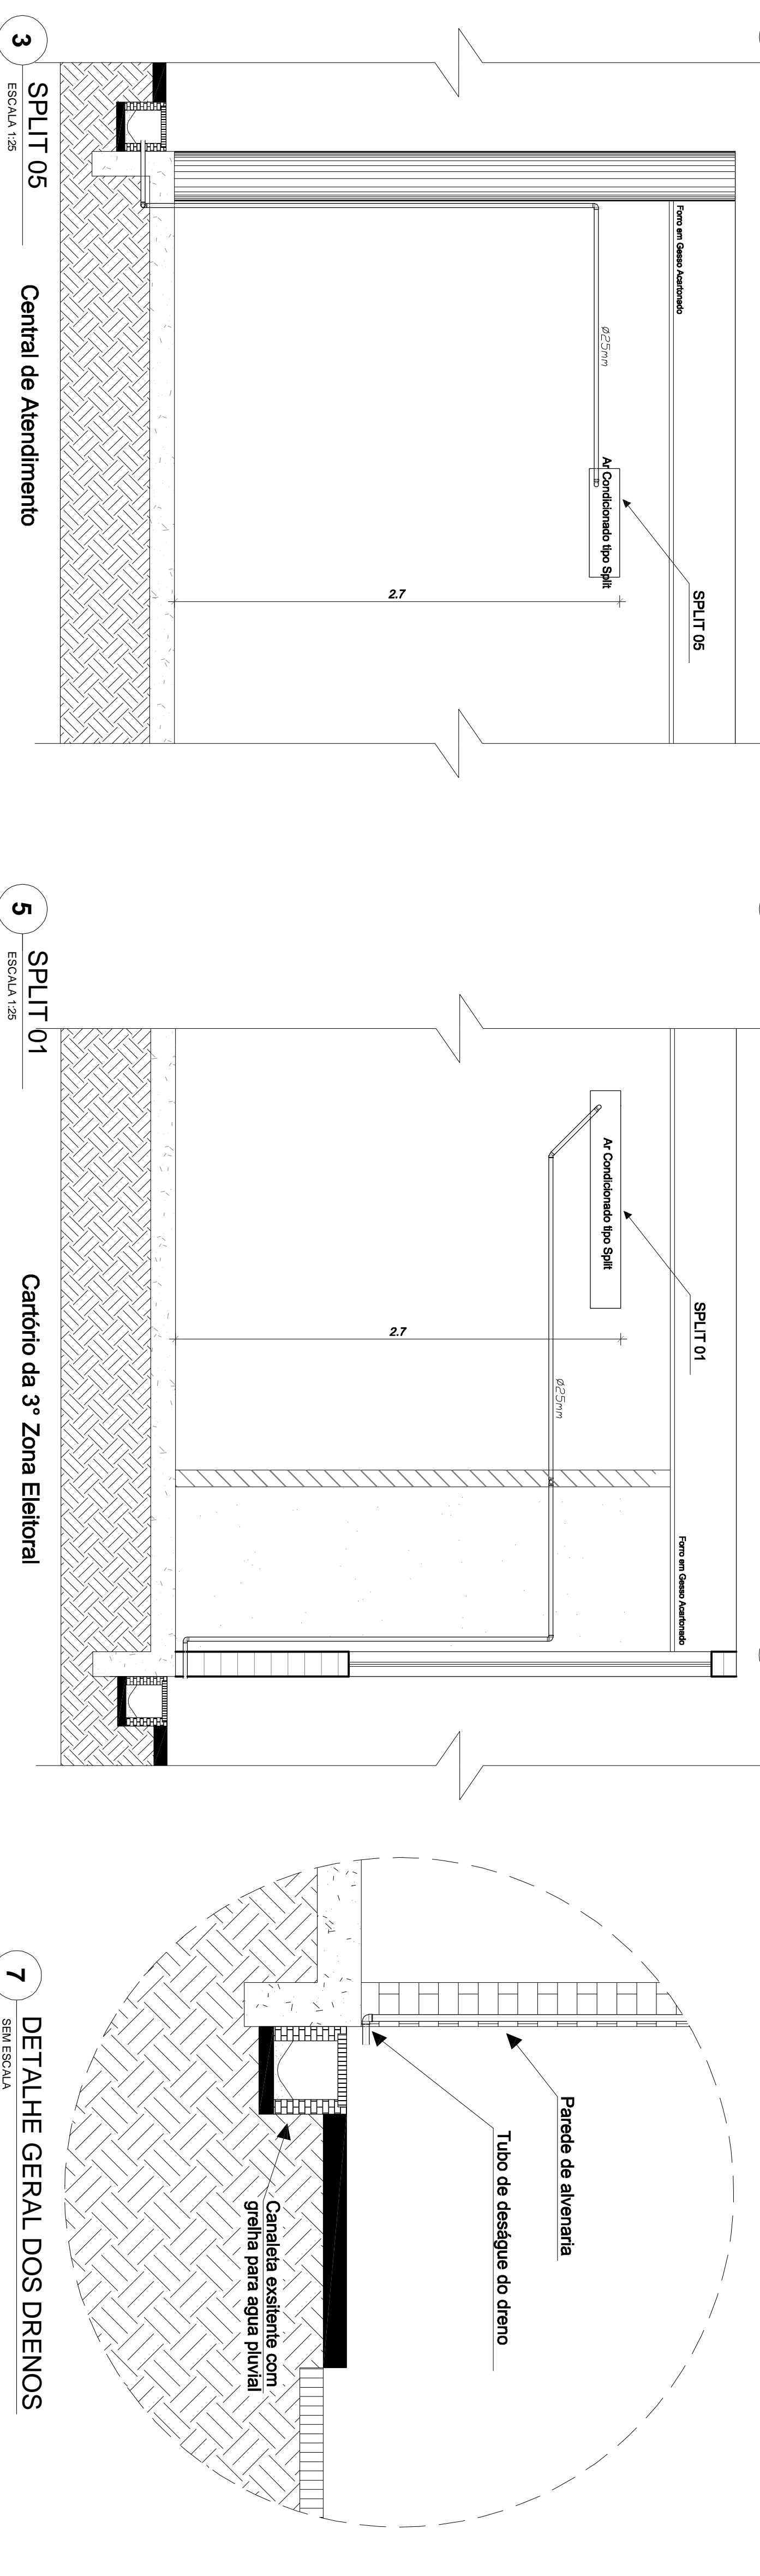 Forro em Gesso Acartonado
Ø25mm
Ar Condicionado tipo Split
SPLIT 05
2.7
3
SPLIT 05
ESCALA 1:25
Central de Atendimento
SPLIT 01
Ar Condicionado tipo Split
2.7
Ø25mm
Forro em Gesso Acartonado
5
SPLIT 01
ESCALA 1:25
Cartório da 3° Zona Eleitoral
Parede de alvenaria
Tubo de deságue do dreno
Canaleta exsitente com
grelha para agua pluvial
7
DETALHE GERAL DOS DRENOS
SEM ESCALA